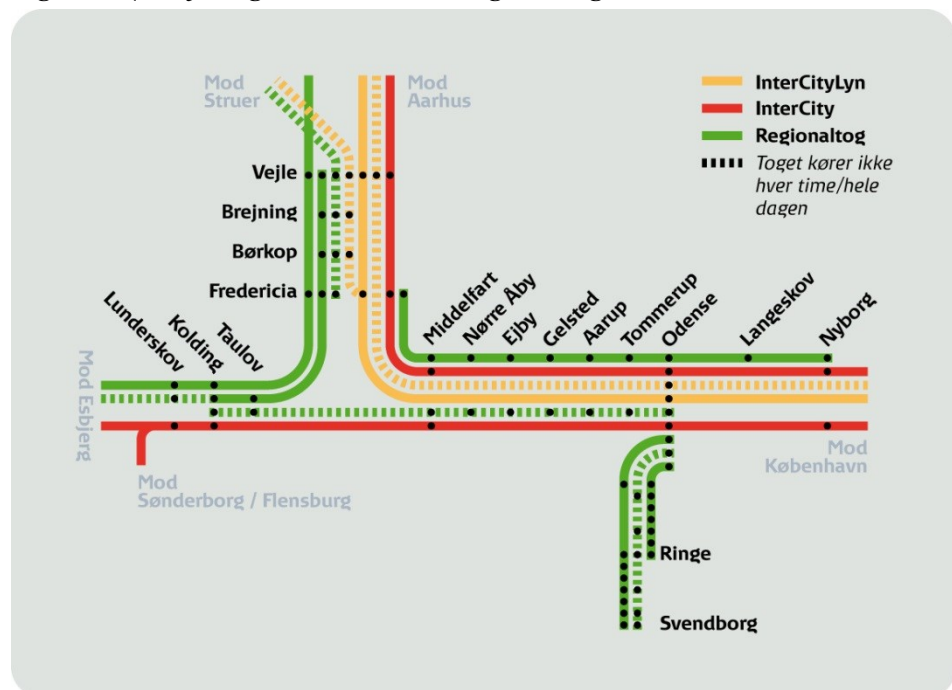 Mod
Struer
Mod
Aarhus
InterCityLyn
InterCity
Regionaltog
Toget kører ikke
hver time/hele
dagen
Vejle
Brejning
Børkop
Fredericia
Lunderskov
Kolding
Taulov
Middelfart
Nørre Åby
Ejby
Gelsted
Aarup
Tommerup
Odense
Langeskov
Nyborg
Mod Esbjerg
Mod
København
Mod
Sønderborg / Flensburg
Ringe
Svendborg